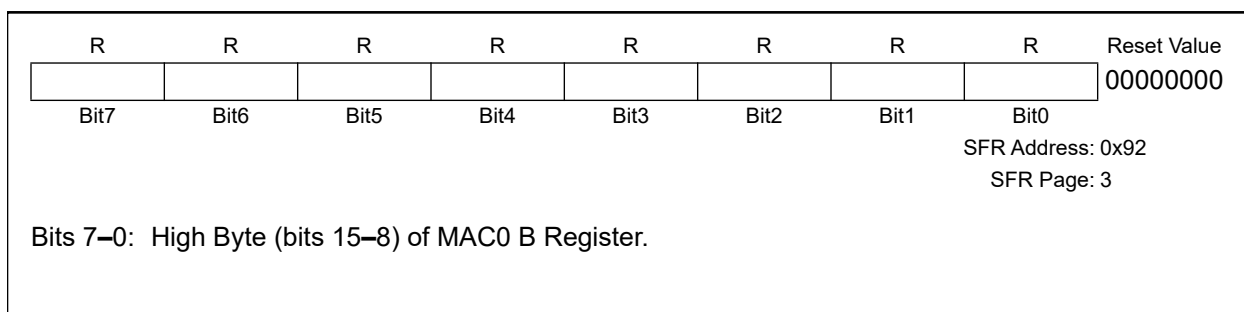 R R R R R R R R Reset Value
00000000
Bit7 Bit6 Bit5 Bit4 Bit3 Bit2 Bit1 Bit0
SFR Address: 0x92
SFR Page: 3
Bits 7–0: High Byte (bits 15–8) of MAC0 B Register.